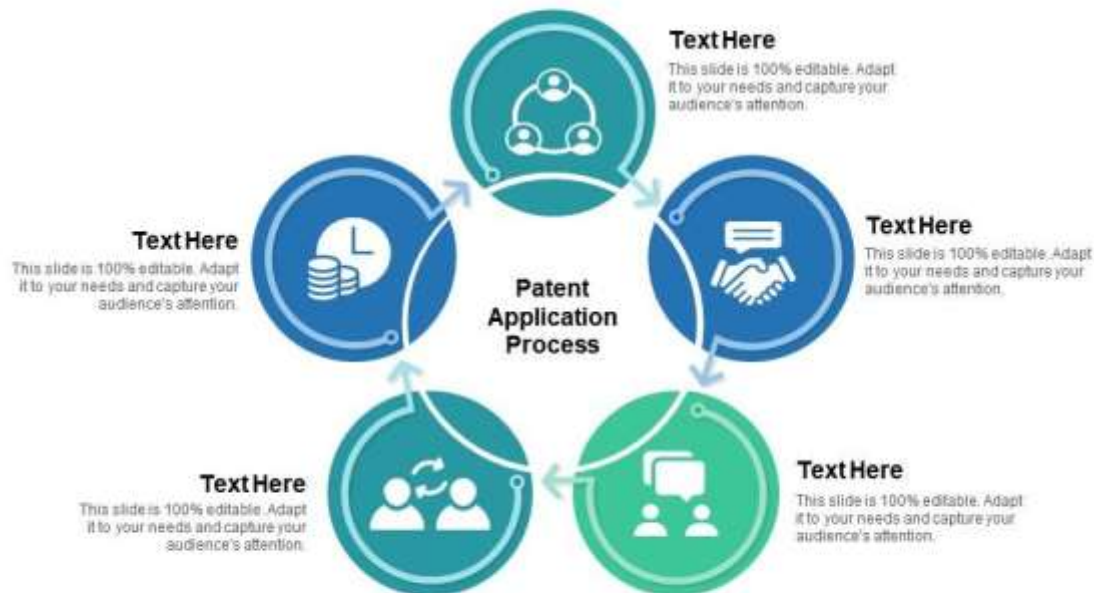 Text Here
This slide is 100% editable. Adapt
it to your needs and capture your
audience's attention.
Text Here
This slide is 100% editable. Adapt
it to your needs and capture your
audience's attention.
Text Here
This slide is 100% editable. Adapt
it to your needs and capture your
audience's attention.
Text Here
This slide is 100% editable. Adapt
it to your needs and capture your
audience's attention.
Text Here
This slide is 100% editable. Adapt
it to your needs and capture your
audience's attention.
Patent
Application
Process